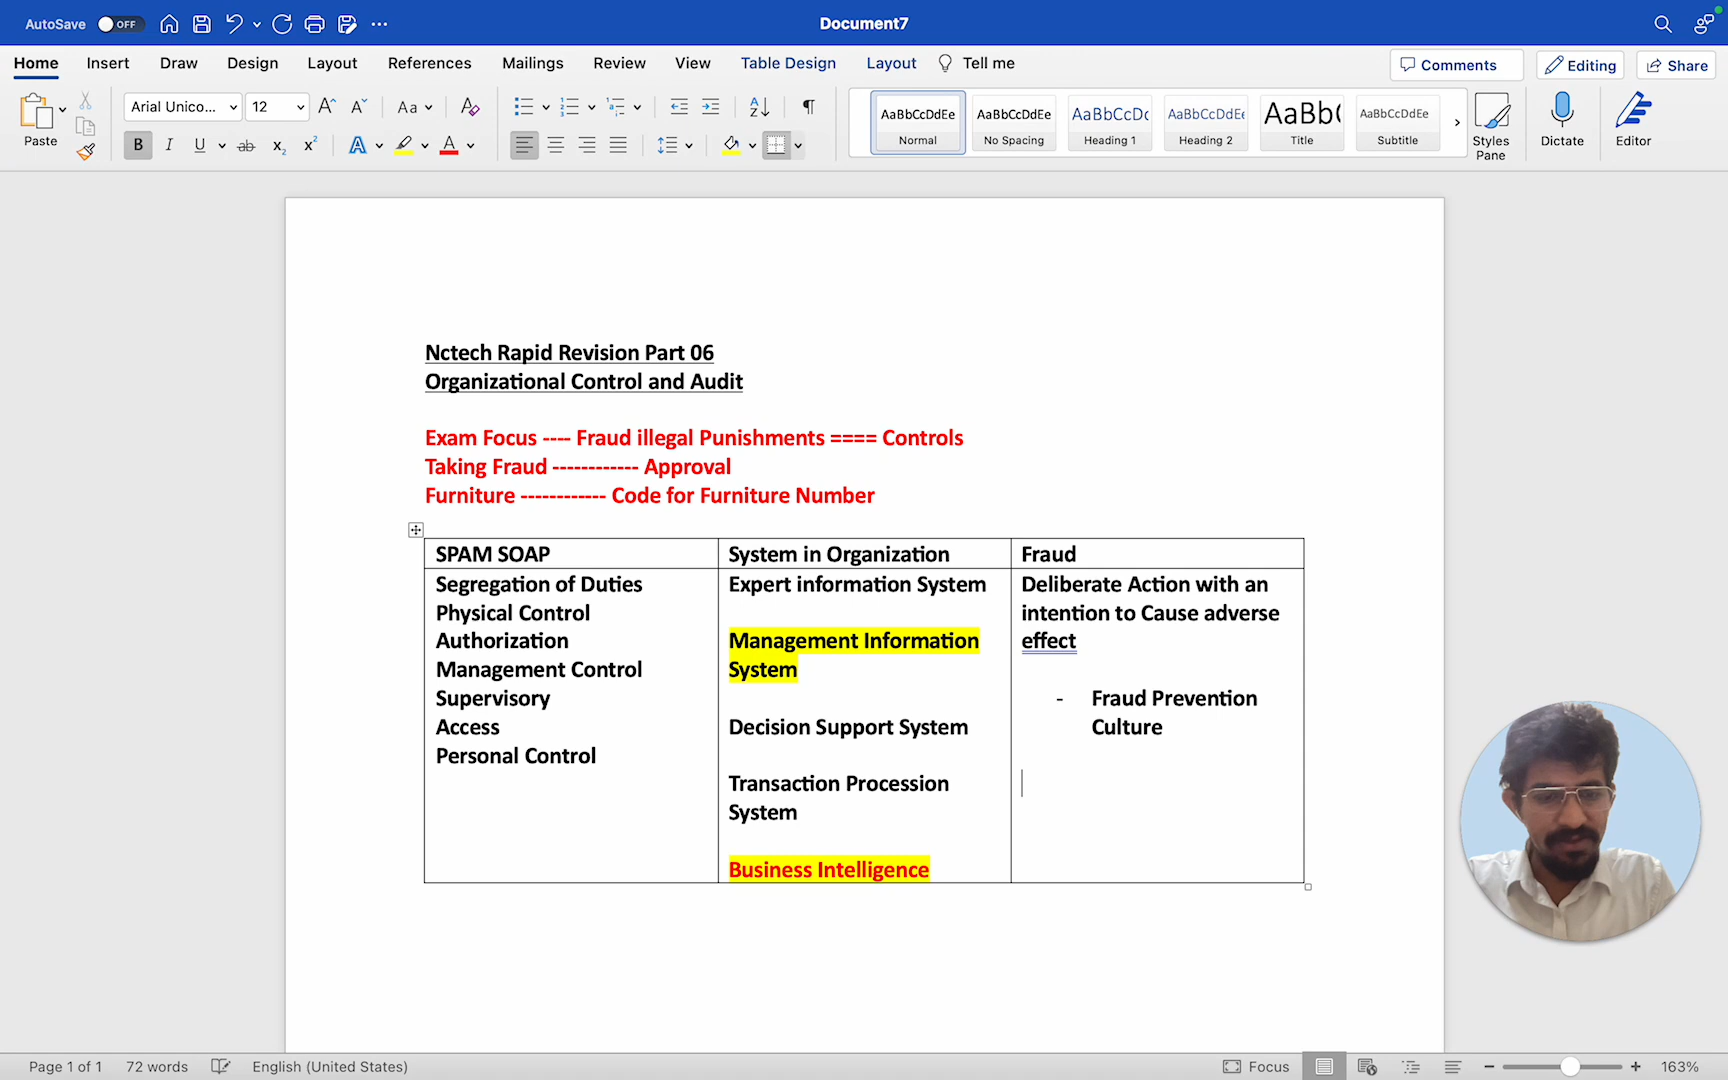 AutoSave OFF Document7
Home Insert Draw Design Layout References Mailings Review View Table Design Layout Tell me Comments Editing Share
Paste Arial Unico... 12 Aa
AaBbCcDdEe AaBbCcDdEe AaBbCcDc AaBbCcDdEe AaBb( AaBbCcDdEe
Normal No Spacing Heading 1 Heading 2 Title Subtitle Styles Pane Dictate Editor
Nctech Rapid Revision Part 06
Organizational Control and Audit
Exam Focus ---- Fraud illegal Punishments ==== Controls
Taking Fraud ------------ Approval
Furniture ------------ Code for Furniture Number
SPAM SOAP
Segregation of Duties
Physical Control
Authorization
Management Control
Supervisory
Access
Personal Control
System in Organization
Expert information System
Management Information
System
Decision Support System
Transaction Procession
System
Business Intelligence
Fraud
Deliberate Action with an
intention to Cause adverse
effect
- Fraud Prevention
Culture
Page 1 of 1 72 words English (United States) Focus 163%